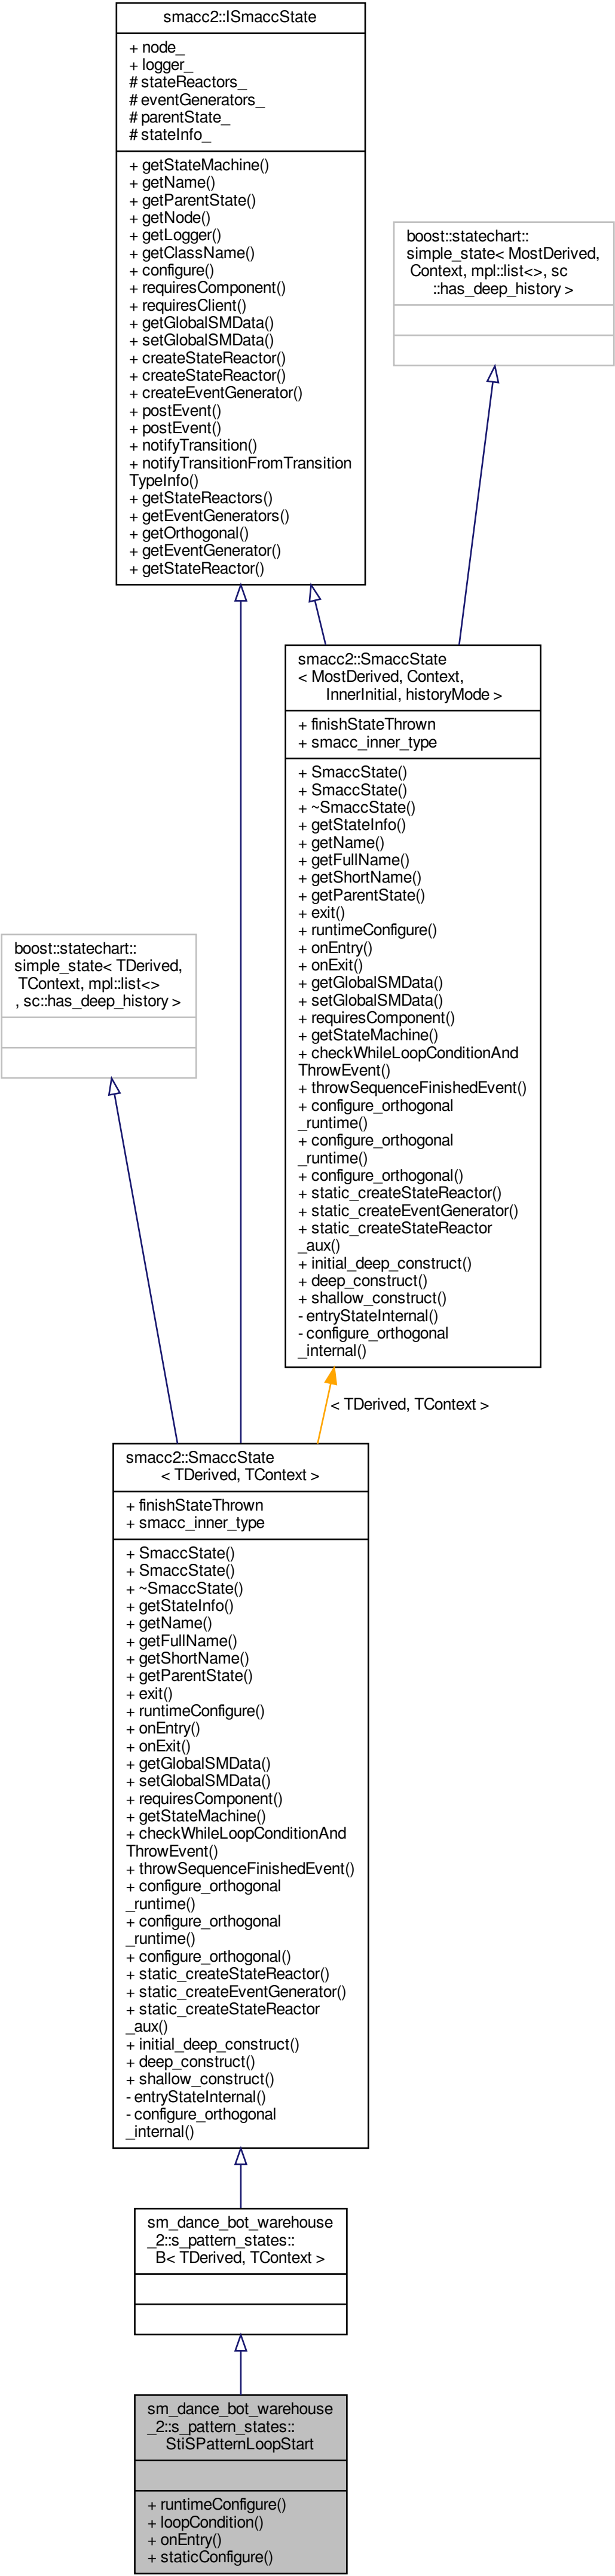 smacc2::ISmaccState
+ node_
+ logger_
# stateReactors_
# eventGenerators_
# parentState_
# stateInfo_
+ getStateMachine()
+ getName()
+ getParentState()
+ getNode()
+ getLogger()
+ getClassName()
+ configure()
+ requiresComponent()
+ requiresClient()
+ getGlobalSMData()
+ setGlobalSMData()
+ createStateReactor()
+ createStateReactor()
+ createEventGenerator()
+ postEvent()
+ postEvent()
+ notifyTransition()
+ notifyTransitionFromTransition
TypeInfo()
+ getStateReactors()
+ getEventGenerators()
+ getOrthogonal()
+ getEventGenerator()
+ getStateReactor()
boost::statechart::
simple_state< MostDerived,
Context, mpl::list<>, sc
::has_deep_history >
smacc2::SmaccState
< MostDerived, Context,
InnerInitial, historyMode >
+ finishStateThrown
+ smacc_inner_type
+ SmaccState()
+ SmaccState()
+ ~SmaccState()
+ getStateInfo()
+ getName()
+ getFullName()
+ getShortName()
+ getParentState()
+ exit()
+ runtimeConfigure()
+ onEntry()
+ onExit()
+ getGlobalSMData()
+ setGlobalSMData()
+ requiresComponent()
+ getStateMachine()
+ checkWhileLoopConditionAnd
ThrowEvent()
+ throwSequenceFinishedEvent()
+ configure_orthogonal
_runtime()
+ configure_orthogonal
_runtime()
+ configure_orthogonal()
+ static_createStateReactor()
+ static_createEventGenerator()
+ static_createStateReactor
_aux()
+ initial_deep_construct()
+ deep_construct()
+ shallow_construct()
- entryStateInternal()
- configure_orthogonal
_internal()
boost::statechart::
simple_state< TDerived,
TContext, mpl::list<>
, sc::has_deep_history >
< TDerived, TContext >
smacc2::SmaccState
< TDerived, TContext >
+ finishStateThrown
+ smacc_inner_type
+ SmaccState()
+ SmaccState()
+ ~SmaccState()
+ getStateInfo()
+ getName()
+ getFullName()
+ getShortName()
+ getParentState()
+ exit()
+ runtimeConfigure()
+ onEntry()
+ onExit()
+ getGlobalSMData()
+ setGlobalSMData()
+ requiresComponent()
+ getStateMachine()
+ checkWhileLoopConditionAnd
ThrowEvent()
+ throwSequenceFinishedEvent()
+ configure_orthogonal
_runtime()
+ configure_orthogonal
_runtime()
+ configure_orthogonal()
+ static_createStateReactor()
+ static_createEventGenerator()
+ static_createStateReactor
_aux()
+ initial_deep_construct()
+ deep_construct()
+ shallow_construct()
- entryStateInternal()
- configure_orthogonal
_internal()
sm_dance_bot_warehouse
_2::s_pattern_states::
B< TDerived, TContext >
sm_dance_bot_warehouse
_2::s_pattern_states::
StiSPatternLoopStart
+ runtimeConfigure()
+ loopCondition()
+ onEntry()
+ staticConfigure()